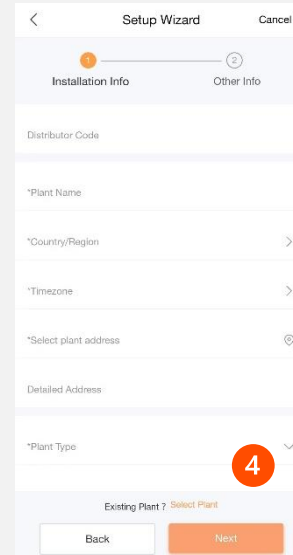 Setup Wizard Cancel
1 2
Installation Info Other Info
Distributor Code
*Plant Name
*Country/Region
*Timezone
*Select plant address
Detailed Address
*Plant Type
4
Existing Plant ? Select Plant
Back Next